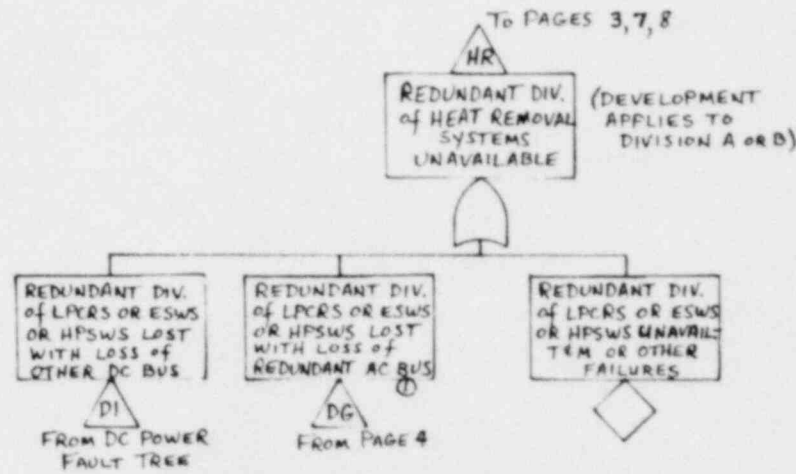 TO PAGES 3,7,8
HR
REDUNDANT DIV.
of HEAT REMOVAL
SYSTEMS
UNAVAILABLE
(DEVELOPMENT
APPLIES TO
DIVISION A OR B)
REDUNDANT DIV.
of LPCRS OR ESWS
OR HPSWS LOST
WITH LOSS of
OTHER DC BUS
REDUNDANT DIV.
of LPCRS OR ESWS
OR HPSWS LOST
WITH LOSS of
REDUNDANT AC BUS
①
REDUNDANT DIV.
of LPCRS OR ESWS
OR HPSWS UNAVAIL-
T&M OR OTHER
FAILURES
D1
FROM DC POWER
FAULT TREE
DG
FROM PAGE 4